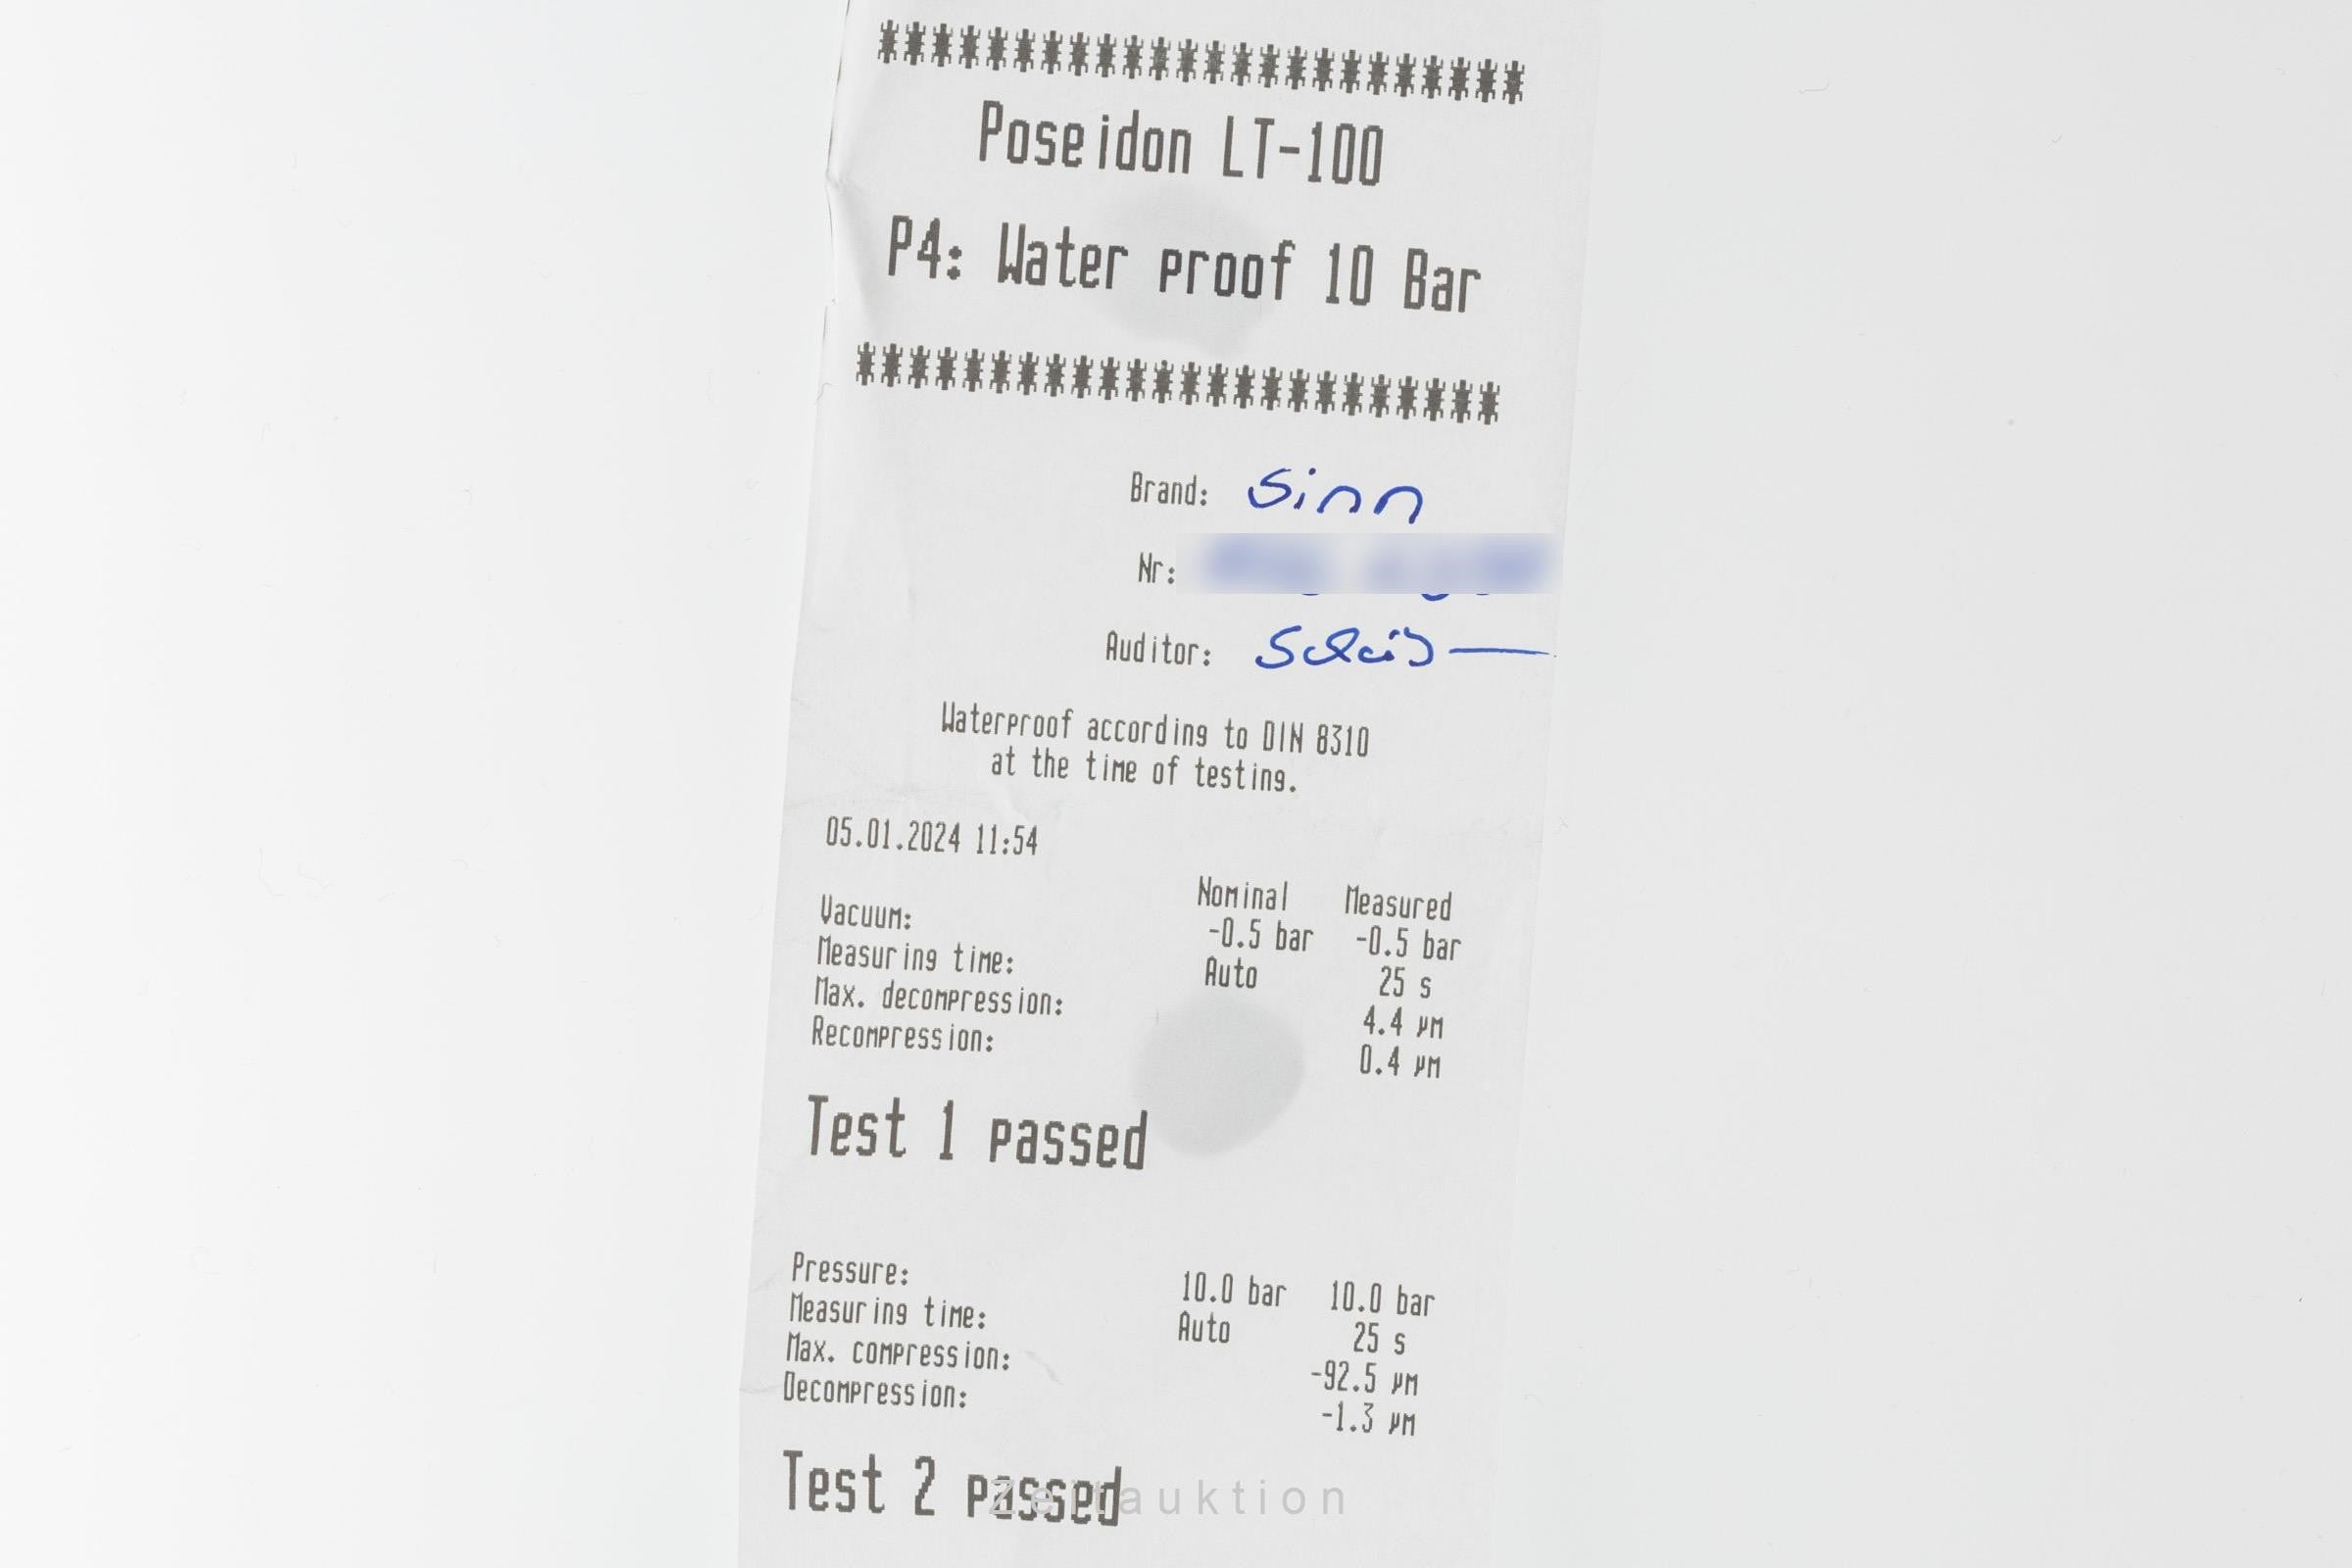 ************************
Poseidon LT-100
P4: Water proof 10 Bar
************************
Brand: Sinn
Nr:
Auditor:
Waterproof according to DIN 8310
at the time of testing.
05.01.2024 11:54
Nominal Measured
Vacuum: -0.5 bar -0.5 bar
Measuring time: Auto 25 s
Max. decompression: 4.4 µm
Recompression: 0.4 µm
Test 1 passed
Pressure: 10.0 bar 10.0 bar
Measuring time: Auto 25 s
Max. compression: -92.5 µm
Decompression: -1.3 µm
Test 2 passed
Zeitauktion